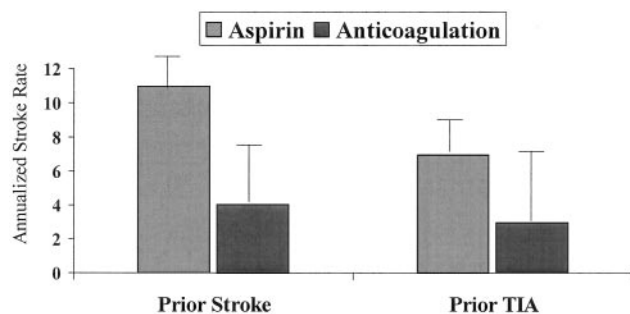 Aspirin Anticoagulation
Annualized Stroke Rate
12
10
8
6
4
2
0
Prior Stroke Prior TIA